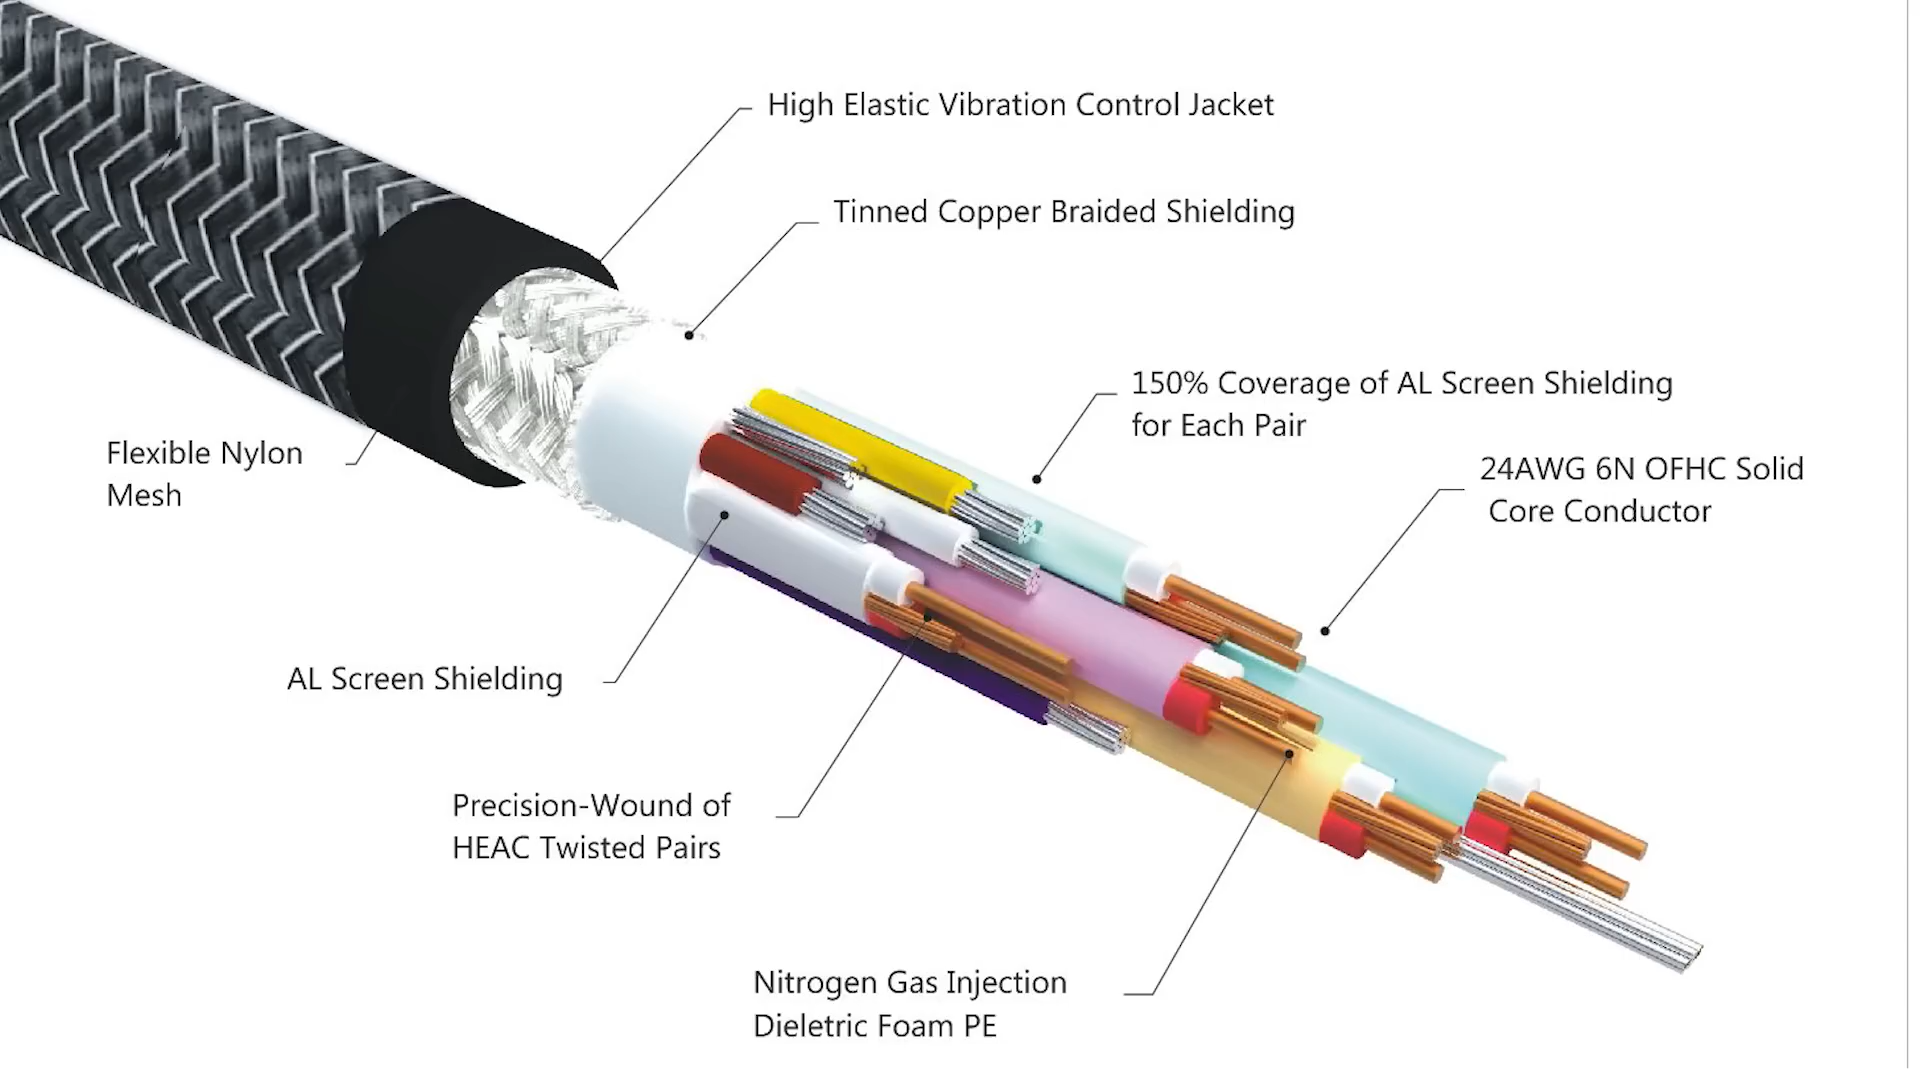 High Elastic Vibration Control Jacket
Tinned Copper Braided Shielding
150% Coverage of AL Screen Shielding
for Each Pair
24AWG 6N OFHC Solid
Core Conductor
Flexible Nylon
Mesh
AL Screen Shielding
Precision-Wound of
HEAC Twisted Pairs
Nitrogen Gas Injection
Dieletric Foam PE